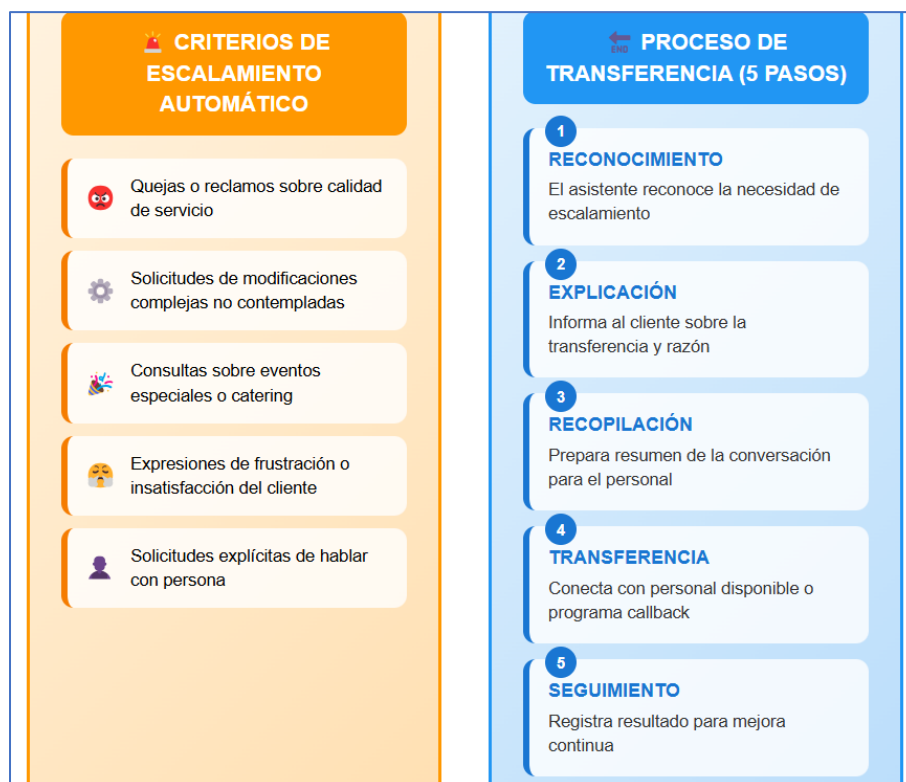 CRITERIOS DE
ESCALAMIENTO
AUTOMÁTICO
Quejas o reclamos sobre calidad
de servicio
Solicitudes de modificaciones
complejas no contempladas
Consultas sobre eventos
especiales o catering
Expresiones de frustración o
insatisfacción del cliente
Solicitudes explícitas de hablar
con persona
END PROCESO DE
TRANSFERENCIA (5 PASOS)
1
RECONOCIMIENTO
El asistente reconoce la necesidad de
escalamiento
2
EXPLICACIÓN
Informa al cliente sobre la
transferencia y razón
3
RECOPILACIÓN
Prepara resumen de la conversación
para el personal
4
TRANSFERENCIA
Conecta con personal disponible o
programa callback
5
SEGUIMIENTO
Registra resultado para mejora
continua